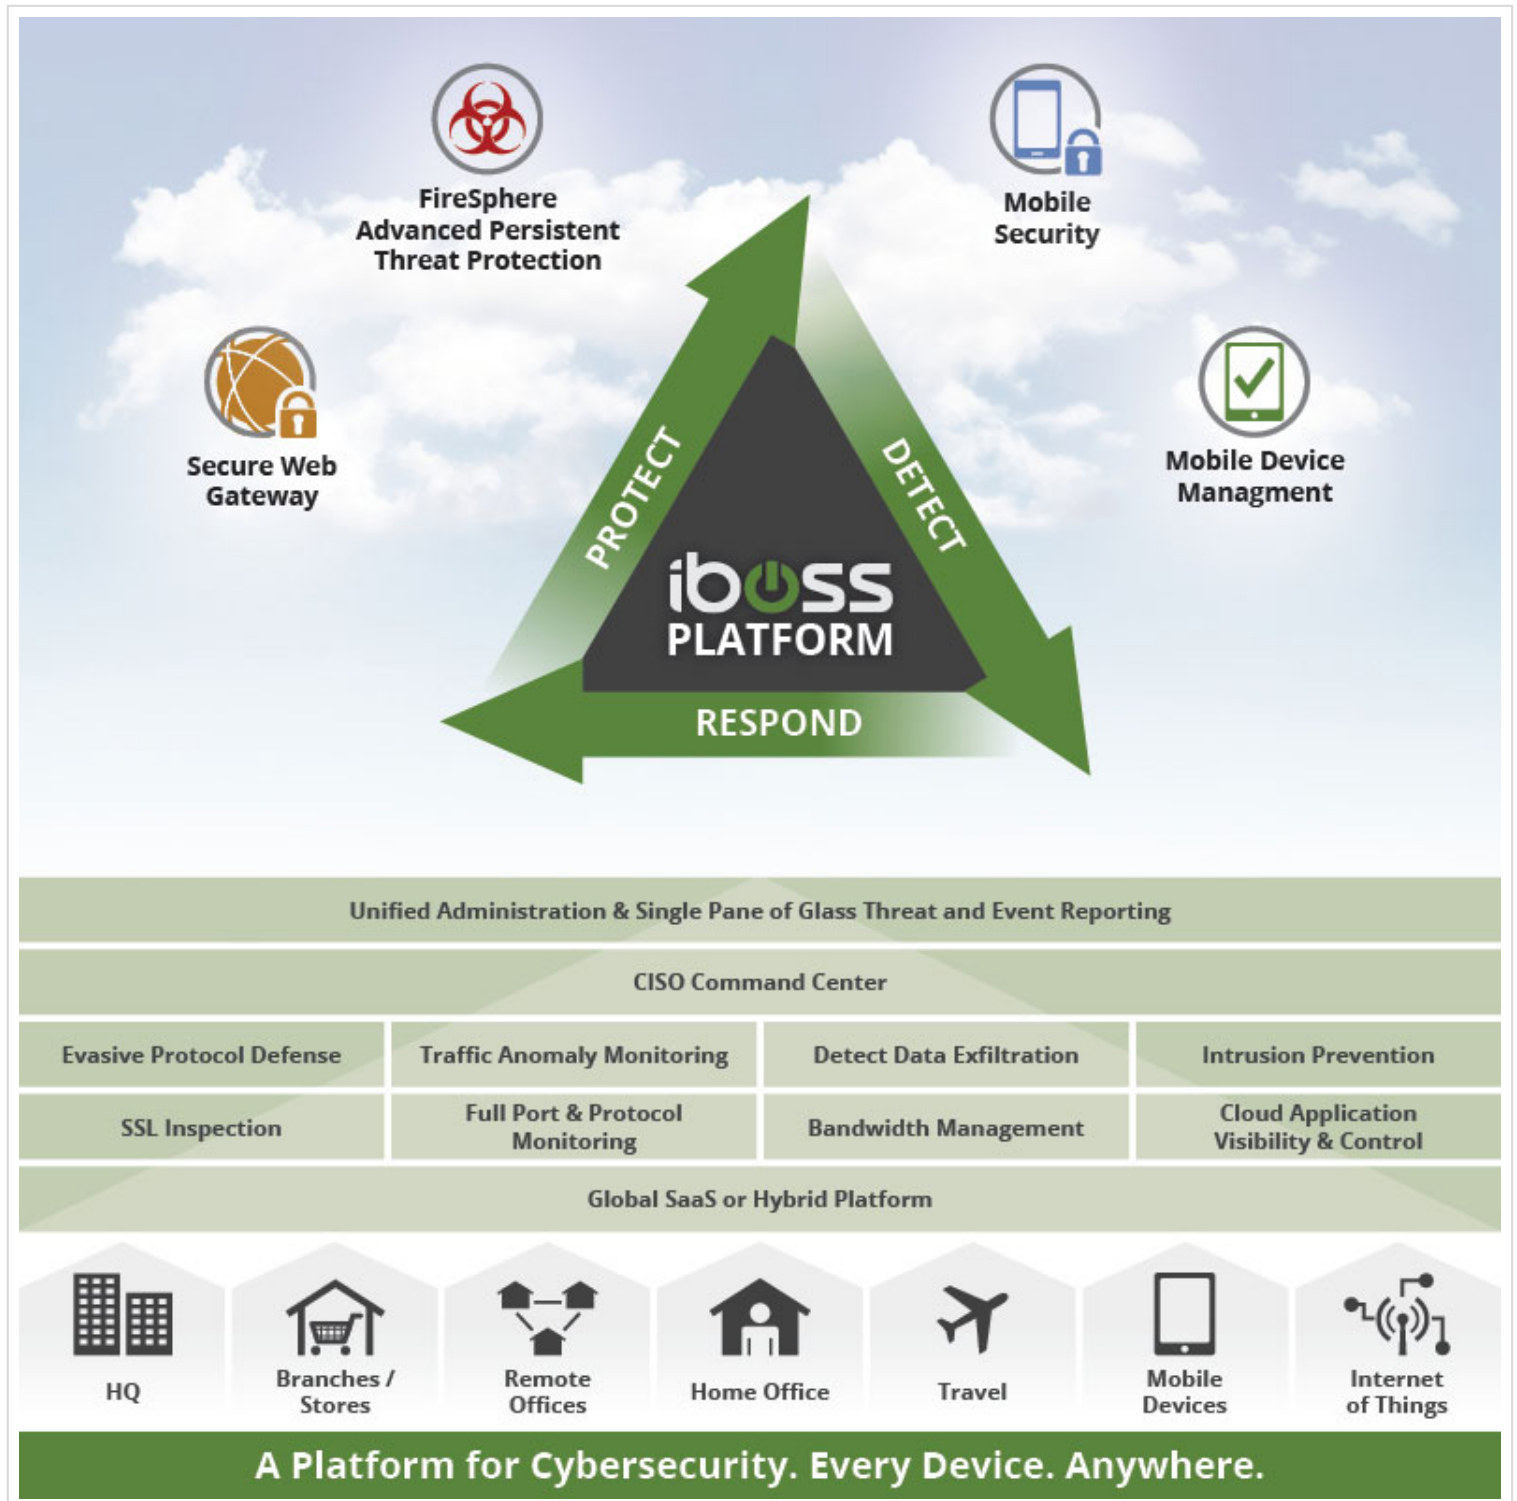 FireSphere
Advanced Persistent
Threat Protection
Mobile
Security
Secure Web
Gateway
Mobile Device
Managment
PROTECT
DETECT
iboss
PLATFORM
RESPOND
Unified Administration & Single Pane of Glass Threat and Event Reporting
CISO Command Center
Evasive Protocol Defense
Traffic Anomaly Monitoring
Detect Data Exfiltration
Intrusion Prevention
SSL Inspection
Full Port & Protocol
Monitoring
Bandwidth Management
Cloud Application
Visibility & Control
Global SaaS or Hybrid Platform
HQ
Branches /
Stores
Remote
Offices
Home Office
Travel
Mobile
Devices
Internet
of Things
A Platform for Cybersecurity. Every Device. Anywhere.